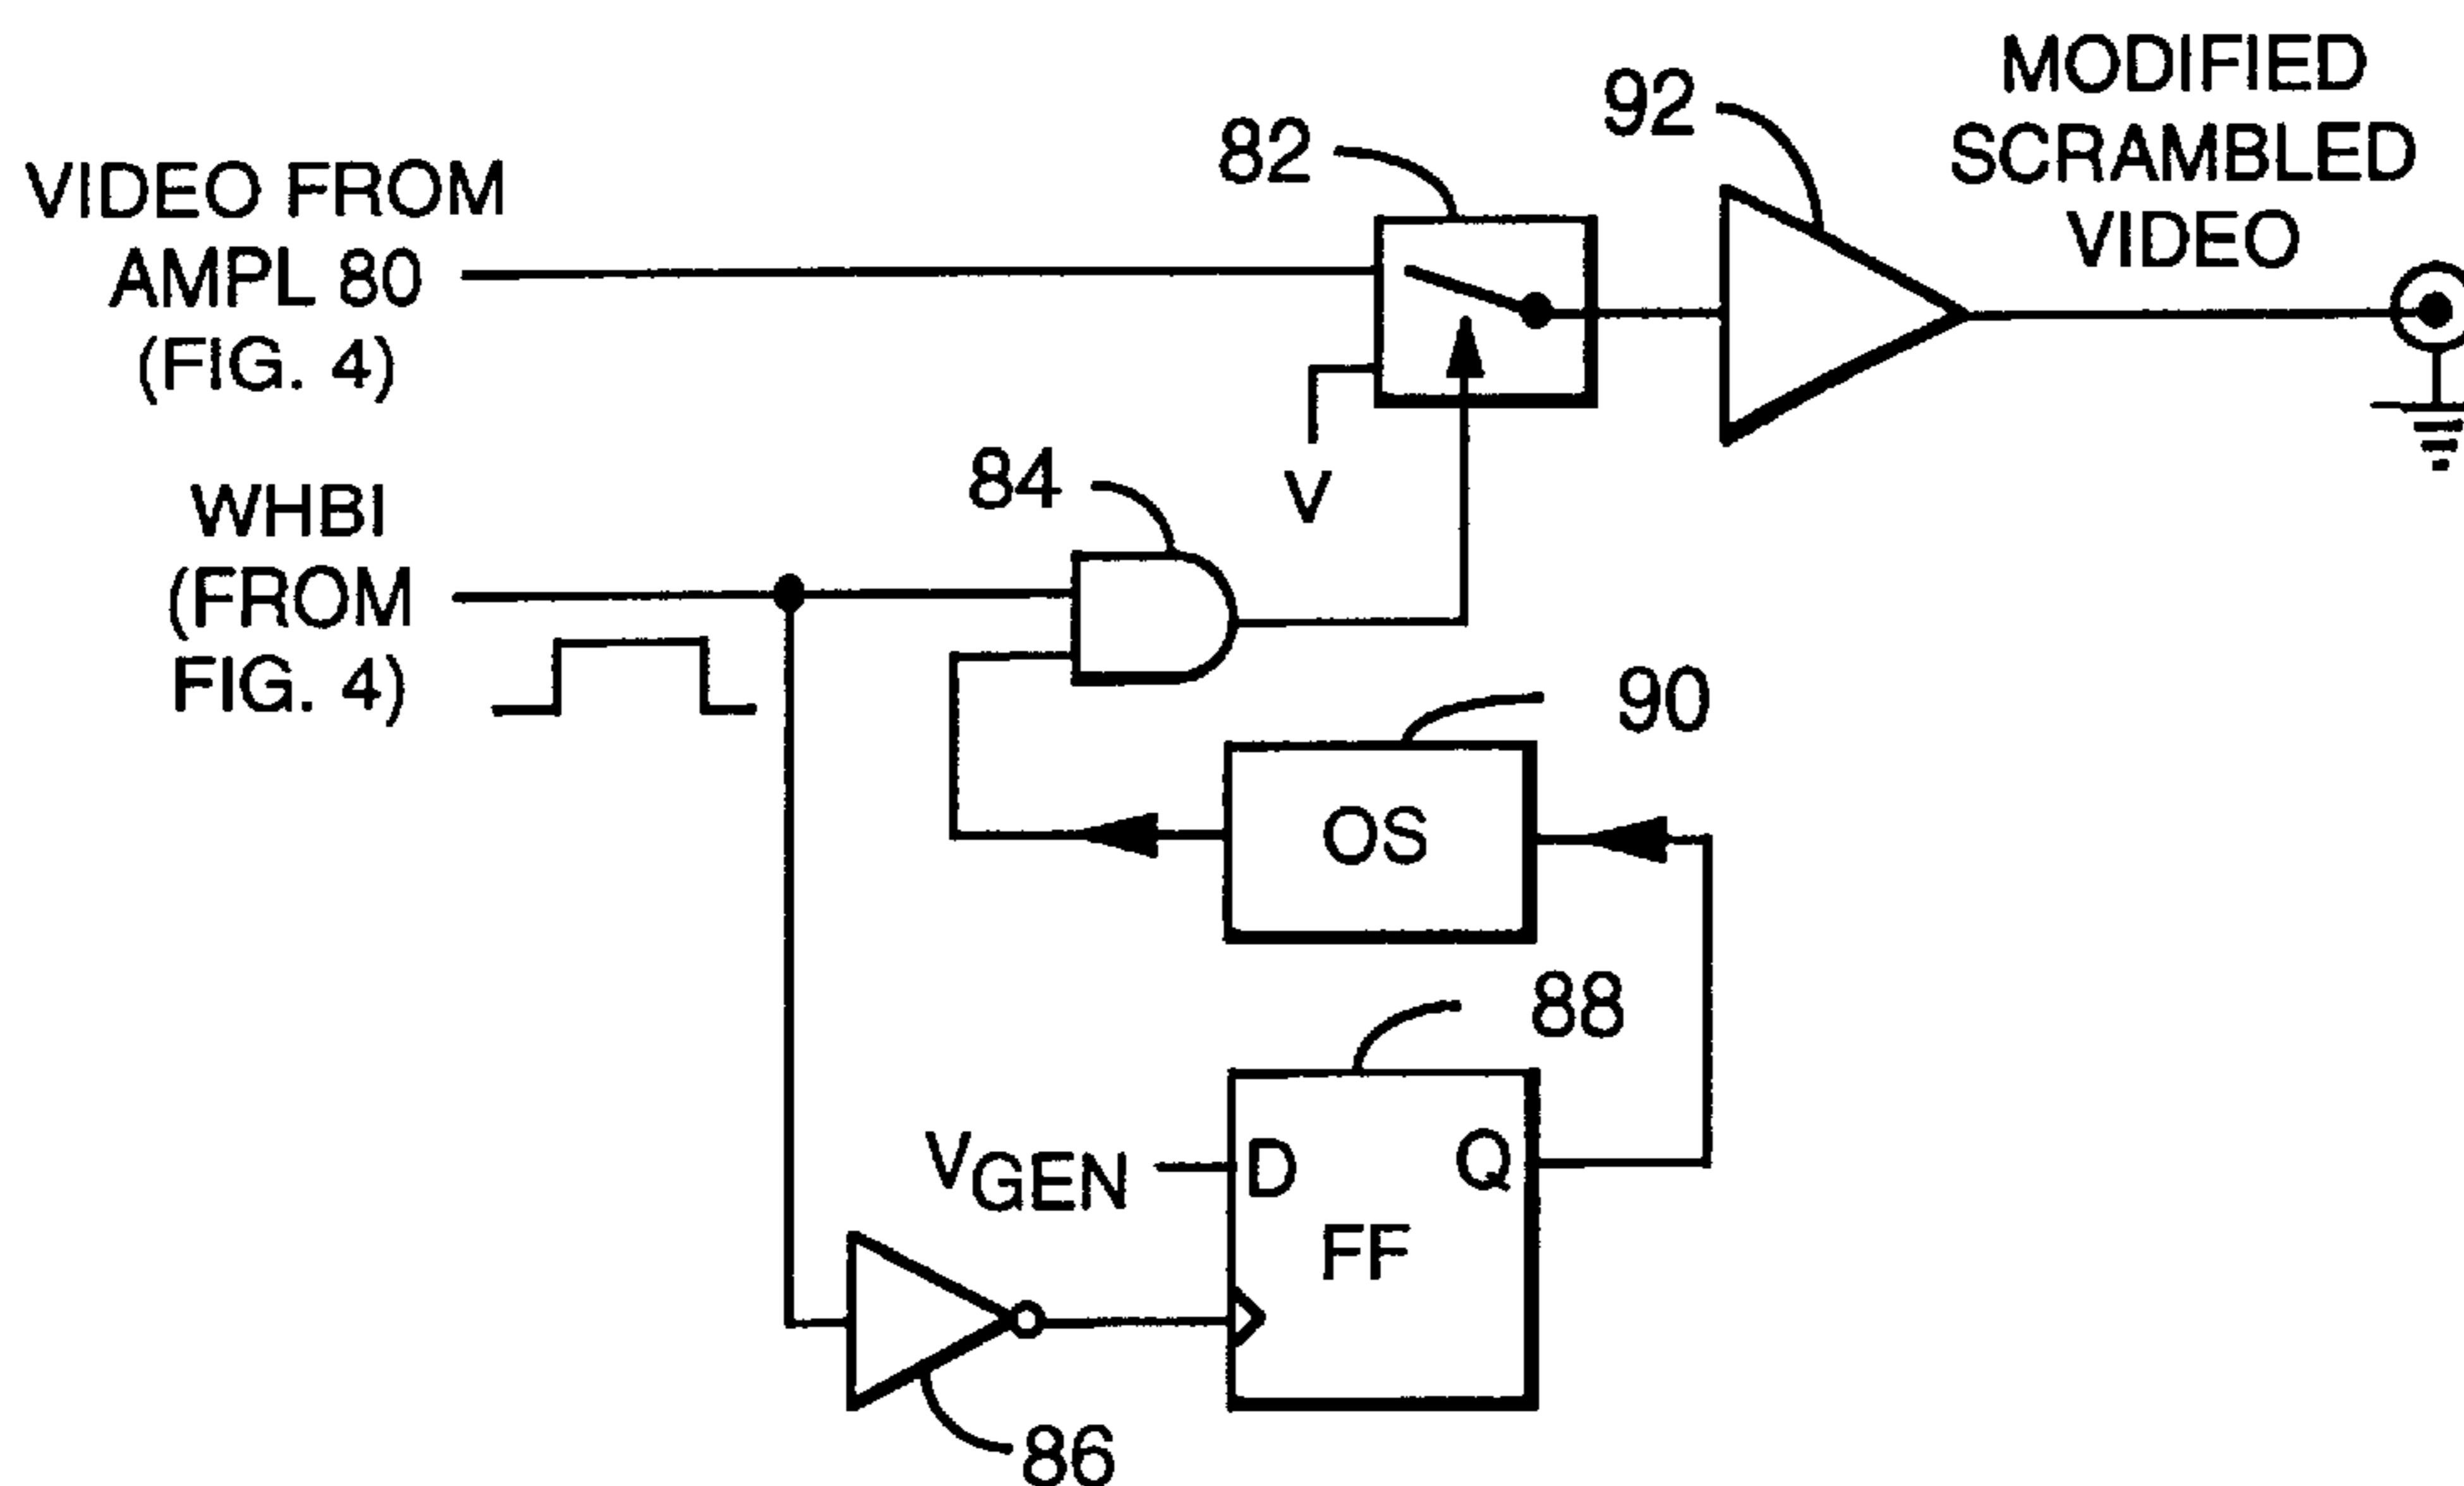 MODIFIED
SCRAMBLED
VIDEO
92
82
VIDEO FROM
AMPL 80
(FIG. 4)
V
84
WHBI
(FROM
FIG. 4)
90
OS
88
VGEN
D
Q
FF
86